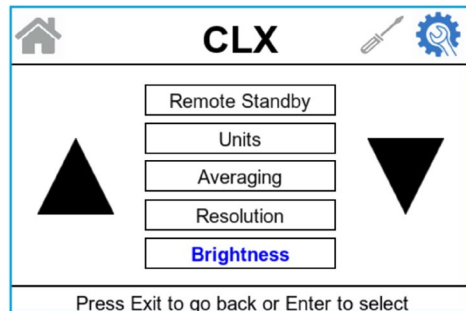 CLX
Remote Standby
Units
Averaging
Resolution
Brightness
Press Exit to go back or Enter to select